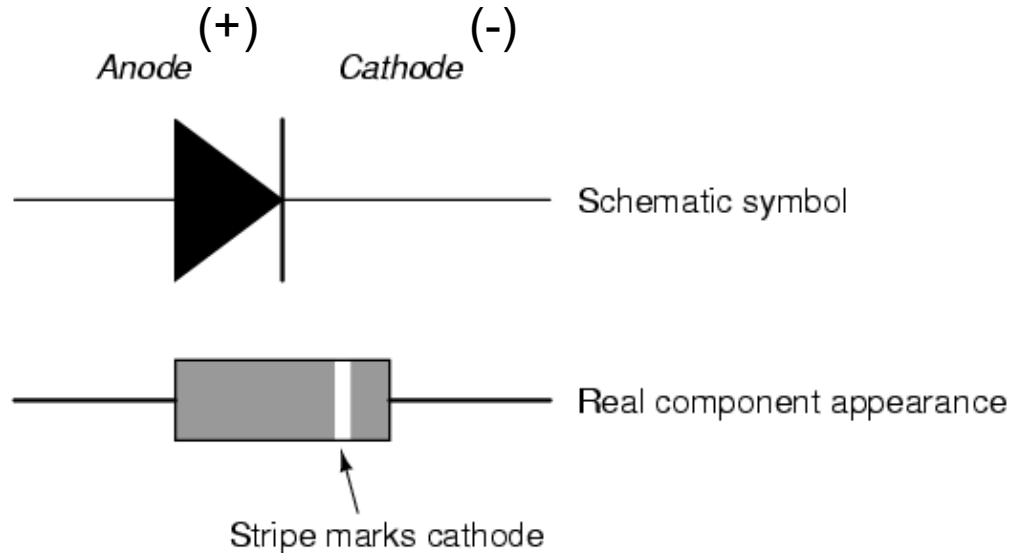 (+) (-)
Anode Cathode
Schematic symbol
Real component appearance
Stripe marks cathode